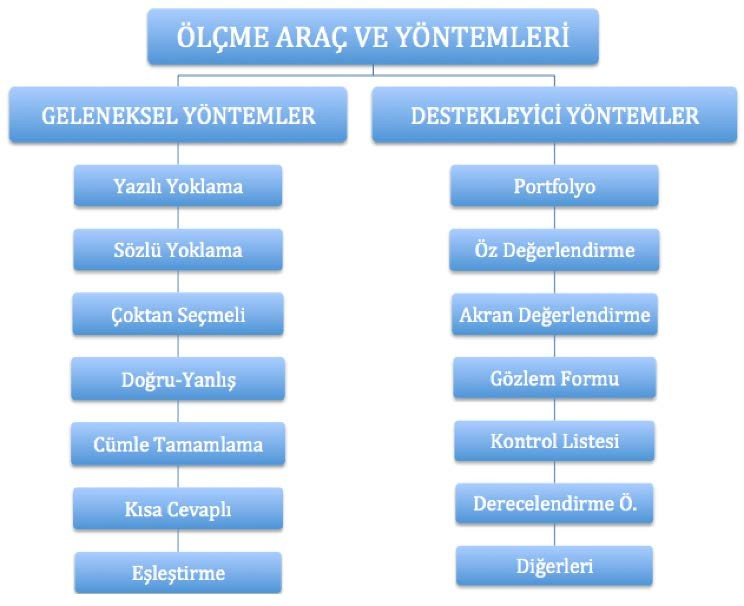 ÖLÇME ARAÇ VE YÖNTEMLERİ
GELENEKSEL YÖNTEMLER
Yazılı Yoklama
Sözlü Yoklama
Çoktan Seçmeli
Doğru-Yanlış
Cümle Tamamlama
Kısa Cevaplı
Eşleştirme
DESTEKLEYİCİ YÖNTEMLER
Portfolyo
Öz Değerlendirme
Akran Değerlendirme
Gözlem Formu
Kontrol Listesi
Derecelendirme Ö.
Diğerleri